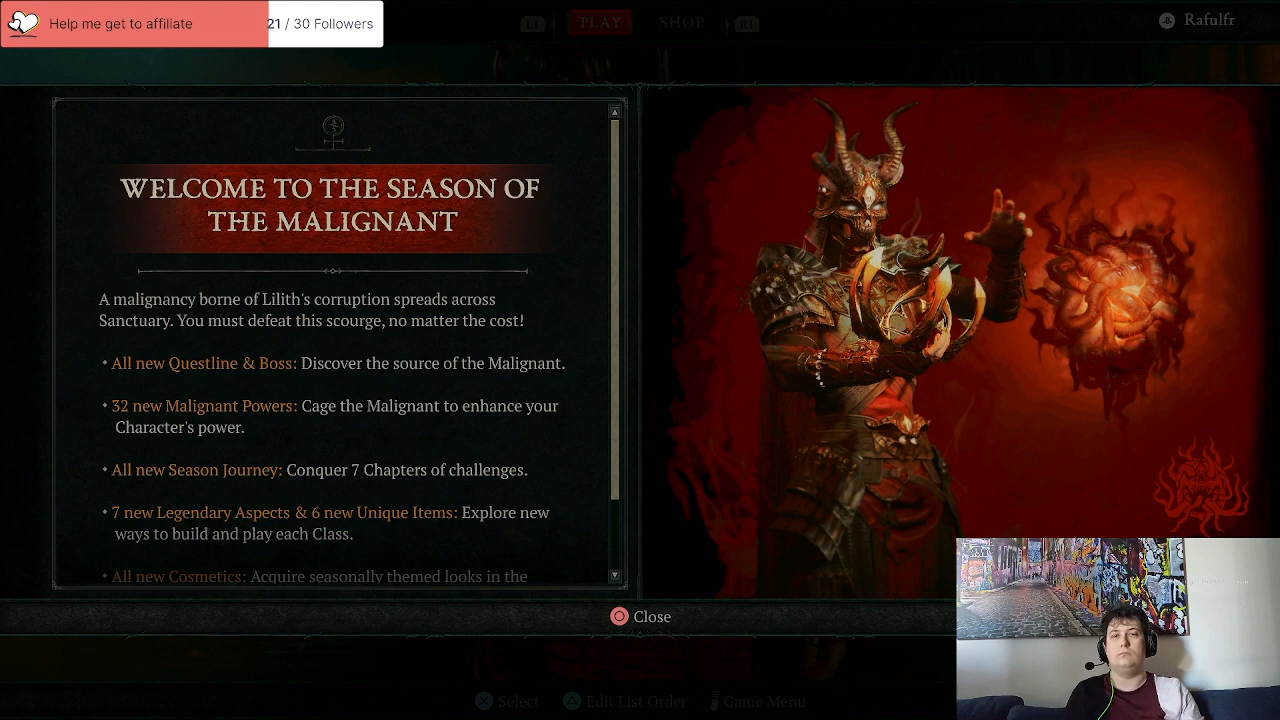 Help me get to affiliate
21 / 30 Followers
L1
PLAY
SHOP
R1
Rafulfr
WELCOME TO THE SEASON OF
THE MALIGNANT
A malignancy borne of Lilith's corruption spreads across
Sanctuary. You must defeat this scourge, no matter the cost!
All new Questline & Boss: Discover the source of the Malignant.
32 new Malignant Powers: Cage the Malignant to enhance your
Character's power.
All new Season Journey: Conquer 7 Chapters of challenges.
7 new Legendary Aspects & 6 new Unique Items: Explore new
ways to build and play each Class.
All new Cosmetics: Acquire seasonally themed looks in the
Close
Select
Edit List Order
Game Menu